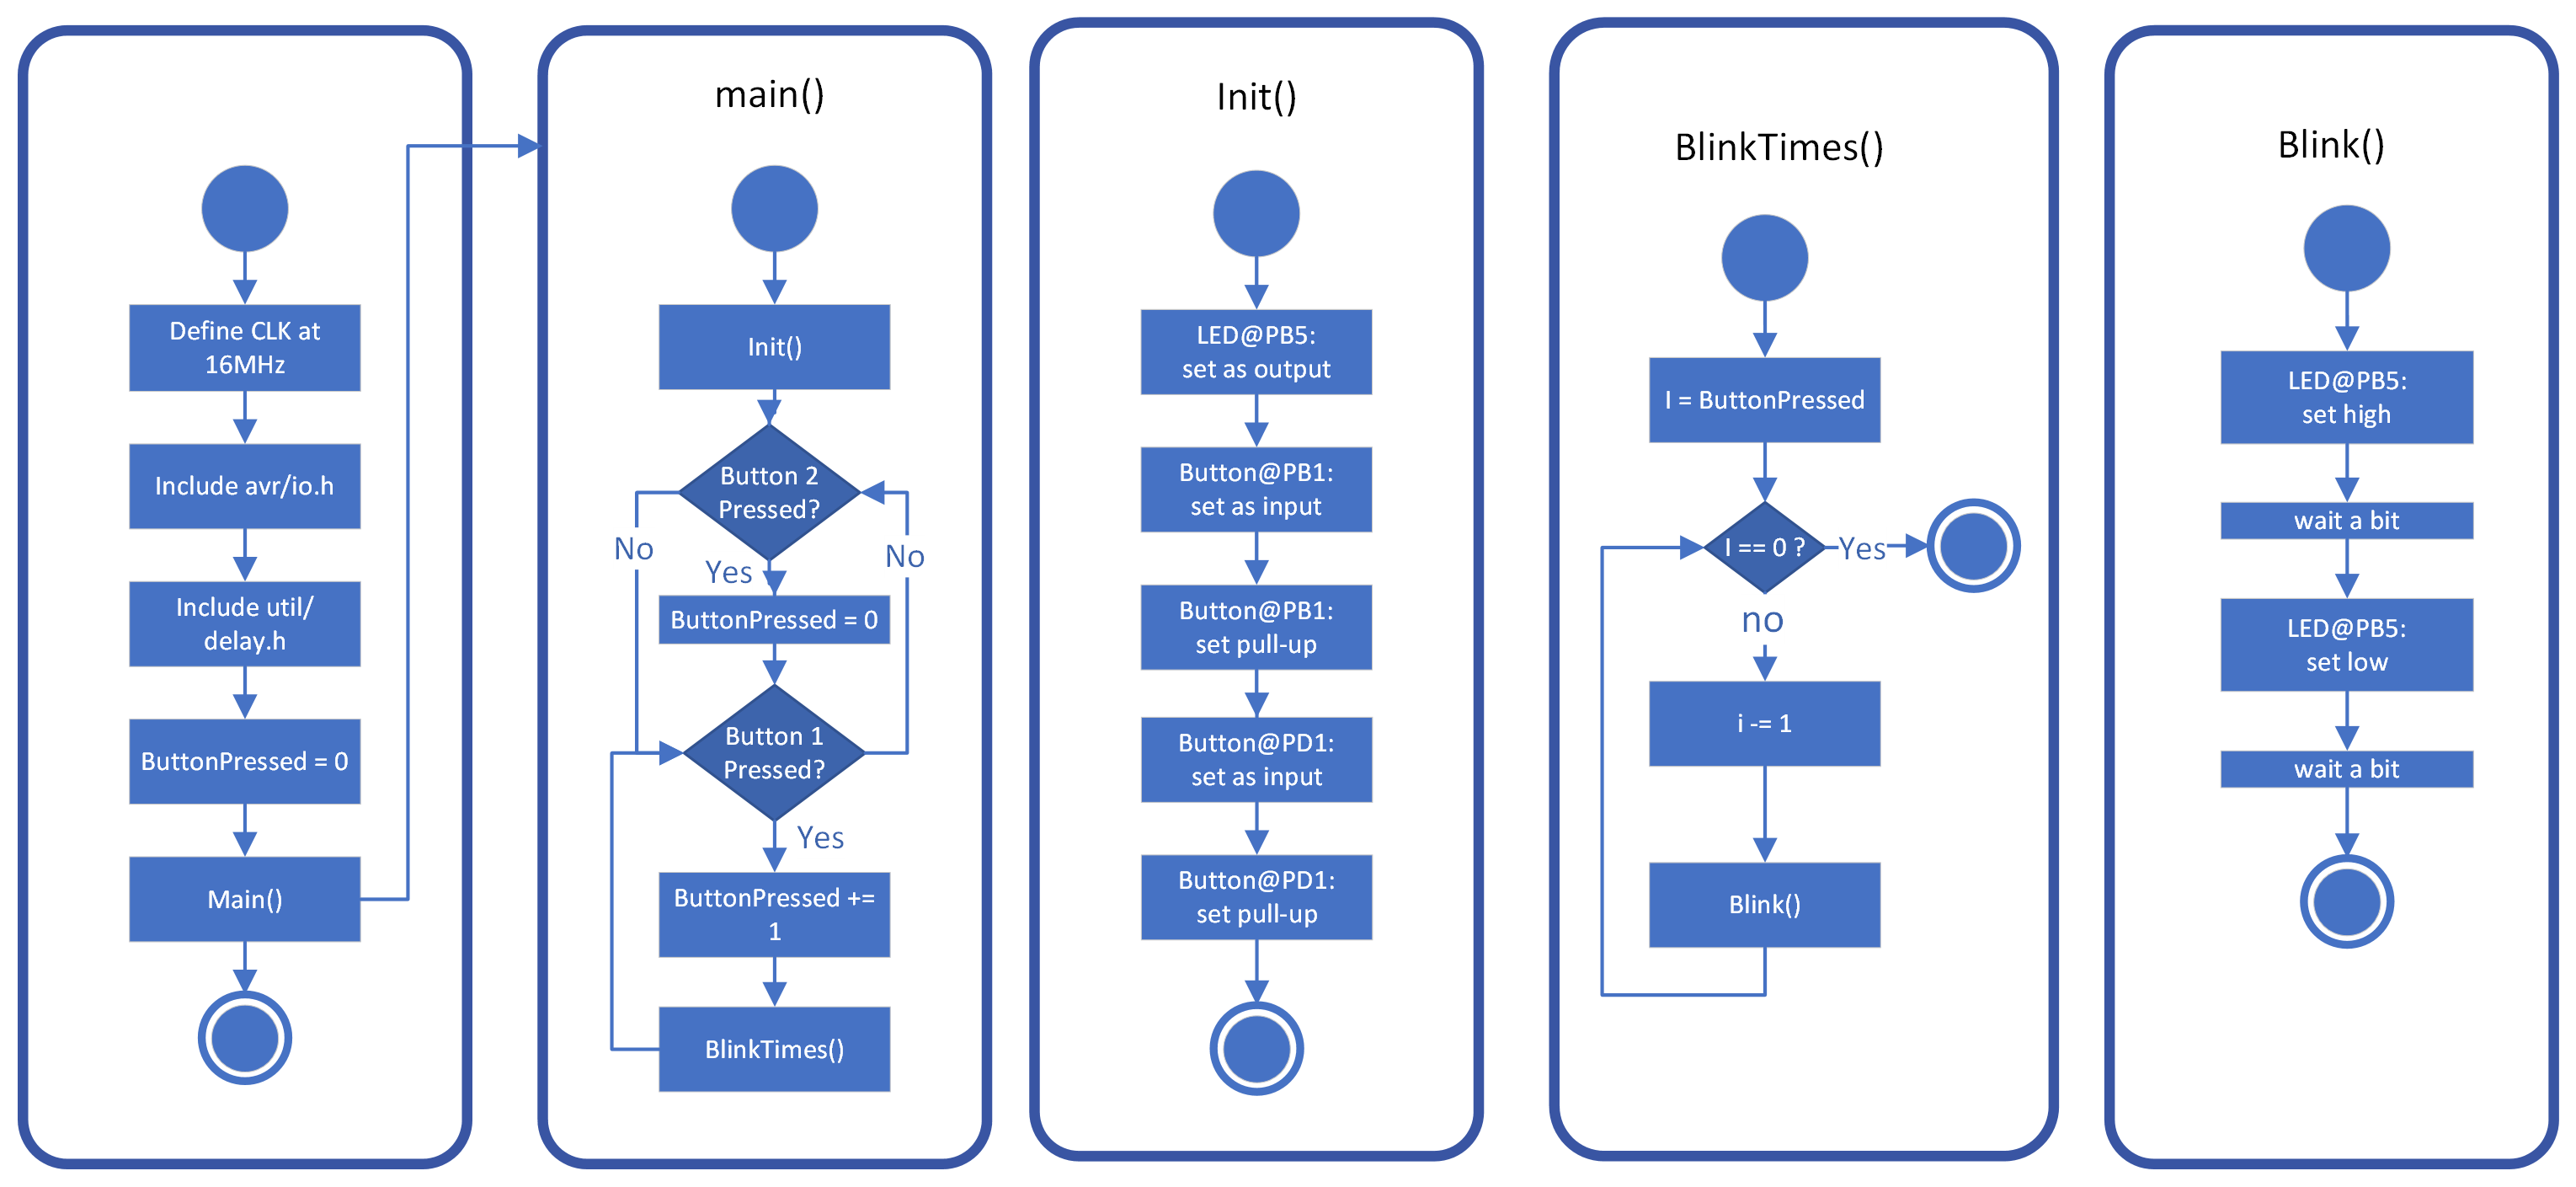 Define CLK at
16MHz
Include avr/io.h
Include util/
delay.h
ButtonPressed = 0
Main()
main()
Init()
Button 2
Pressed?
No
No
Yes
ButtonPressed = 0
Button 1
Pressed?
Yes
ButtonPressed +=
1
BlinkTimes()
Init()
LED@PB5:
set as output
Button@PB1:
set as input
Button@PB1:
set pull-up
Button@PD1:
set as input
Button@PD1:
set pull-up
BlinkTimes()
I = ButtonPressed
I == 0 ?
Yes
no
i -= 1
Blink()
Blink()
LED@PB5:
set high
wait a bit
LED@PB5:
set low
wait a bit